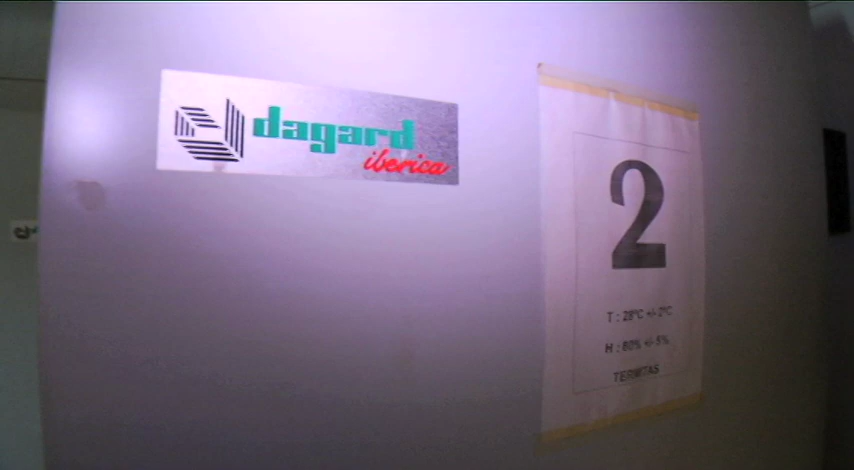 dagard
iberica
2
T : 28ºC +/- 2ºC
H : 80% +/- 5%
TERMITAS